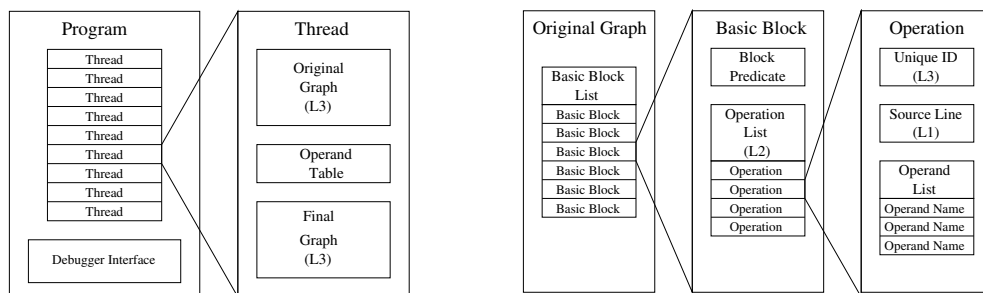 Program
Thread
Thread
Thread
Thread
Thread
Thread
Thread
Thread
Thread
Debugger Interface
Thread
Original
Graph
(L3)
Operand
Table
Final
Graph
(L3)
Original Graph
Basic Block
List
Basic Block
Basic Block
Basic Block
Basic Block
Basic Block
Basic Block
Basic Block
Block
Predicate
Operation
List
(L2)
Operation
Operation
Operation
Operation
Operation
Unique ID
(L3)
Source Line
(L1)
Operand
List
Operand Name
Operand Name
Operand Name